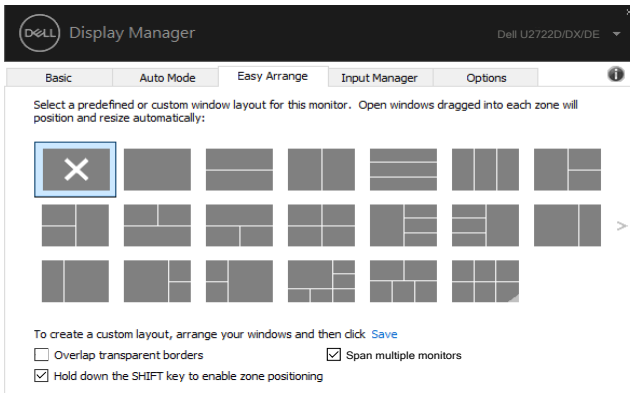 DELL Display Manager
Dell U2722D/DX/DE
Basic Auto Mode Easy Arrange Input Manager Options
Select a predefined or custom window layout for this monitor. Open windows dragged into each zone will
position and resize automatically:
To create a custom layout, arrange your windows and then click Save
Overlap transparent borders
Span multiple monitors
Hold down the SHIFT key to enable zone positioning